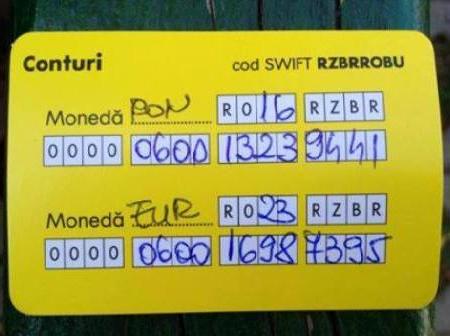 Conturi cod SWIFT RZBRROBU
Monedă RON RO16 RZBR
0000 0600 1323 9441
Monedă EUR RO23 RZBR
0000 0600 1698 7395